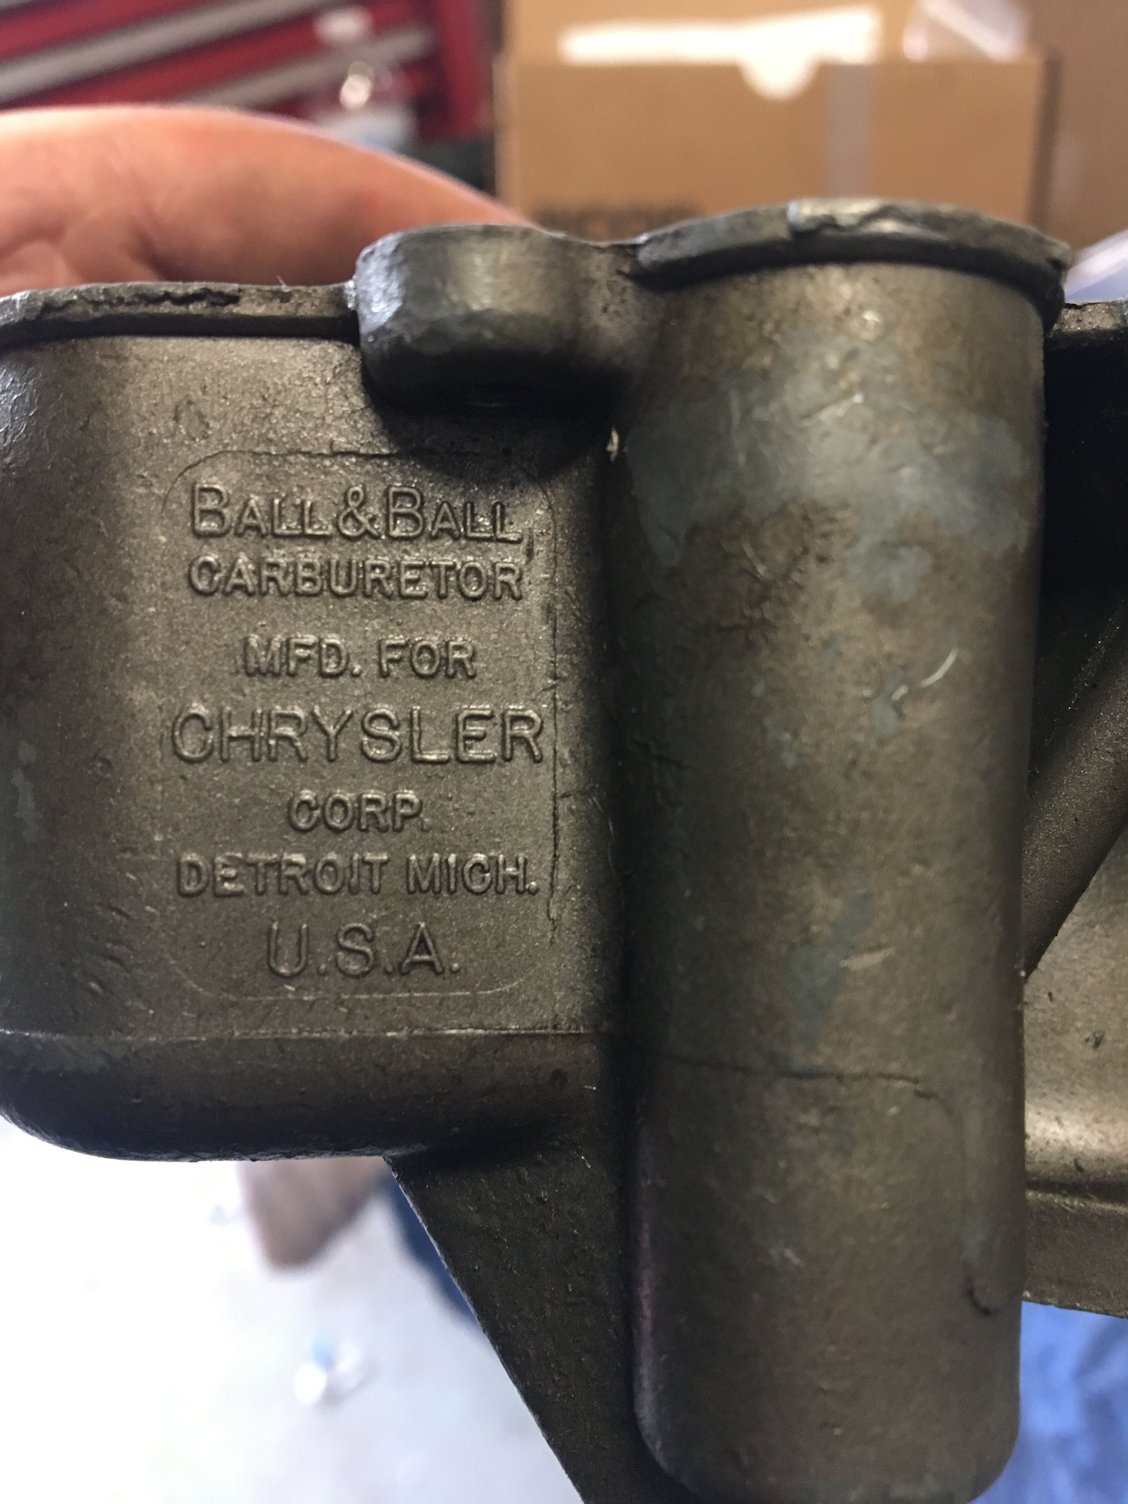 BALL&BALL
CARBURETOR
MFD. FOR
CHRYSLER
CORP.
DETROIT MICH.
U.S.A.